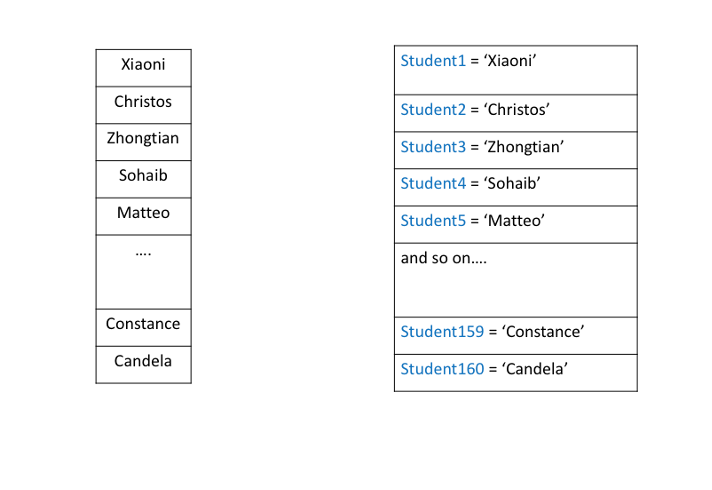 Xiaoni
Christos
Zhongtian
Sohaib
Matteo
....
Constance
Candela
Student1 = ‘Xiaoni’
Student2 = ‘Christos’
Student3 = ‘Zhongtian’
Student4 = ‘Sohaib’
Student5 = ‘Matteo’
and so on....
Student159 = ‘Constance’
Student160 = ‘Candela’